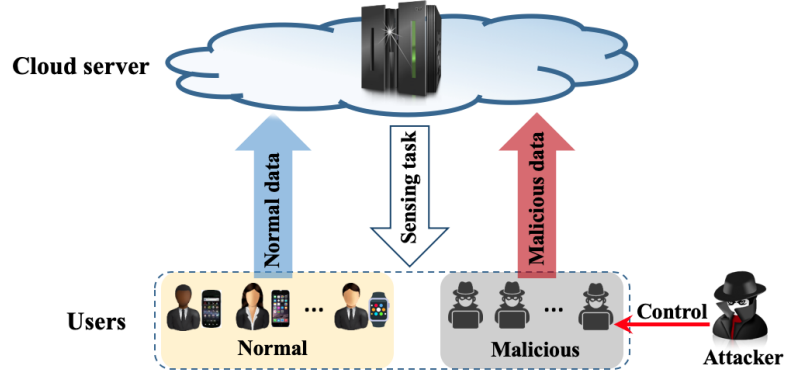 Cloud server
Normal data
Sensing task
Malicious data
Users
Normal
Malicious
Control
Attacker